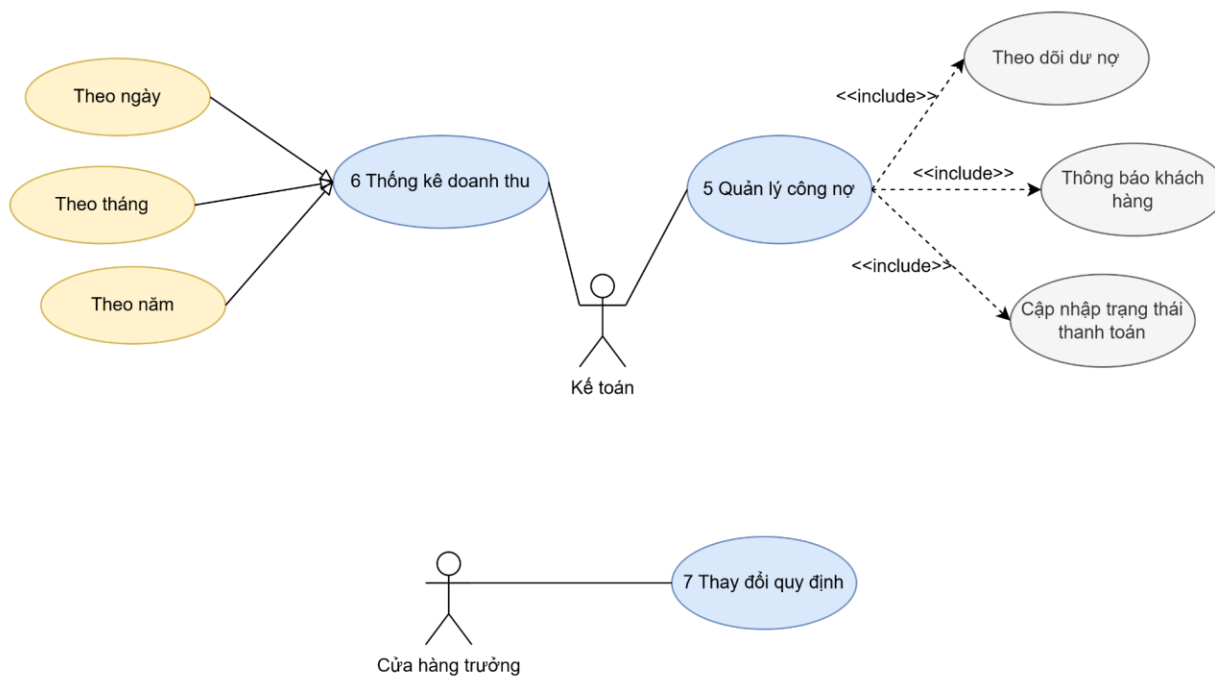 Theo dõi dư nợ
Theo ngày
<<include>>
6 Thống kê doanh thu
5 Quản lý công nợ
<<include>>
Thông báo khách
hàng
Theo tháng
<<include>>
Theo năm
Cập nhập trạng thái
thanh toán
Kế toán
7 Thay đổi quy định
Cửa hàng trưởng